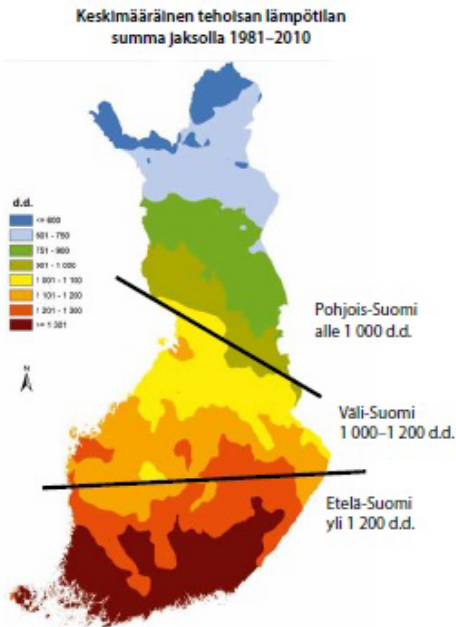 Keskimääräinen tehoisan lämpötilan
summa jaksolla 1981–2010
d.d.
<= 600
601 - 750
751 - 900
901 - 1 000
1 001 - 1 100
1 101 - 1 200
1 201 - 1 300
>= 1 301
N
Pohjois-Suomi
alle 1 000 d.d.
Väli-Suomi
1 000–1 200 d.d.
Etelä-Suomi
yli 1 200 d.d.